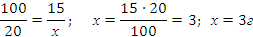 100/20 = 15/x ;   x = 15 · 20/100 = 3;  x = 3г